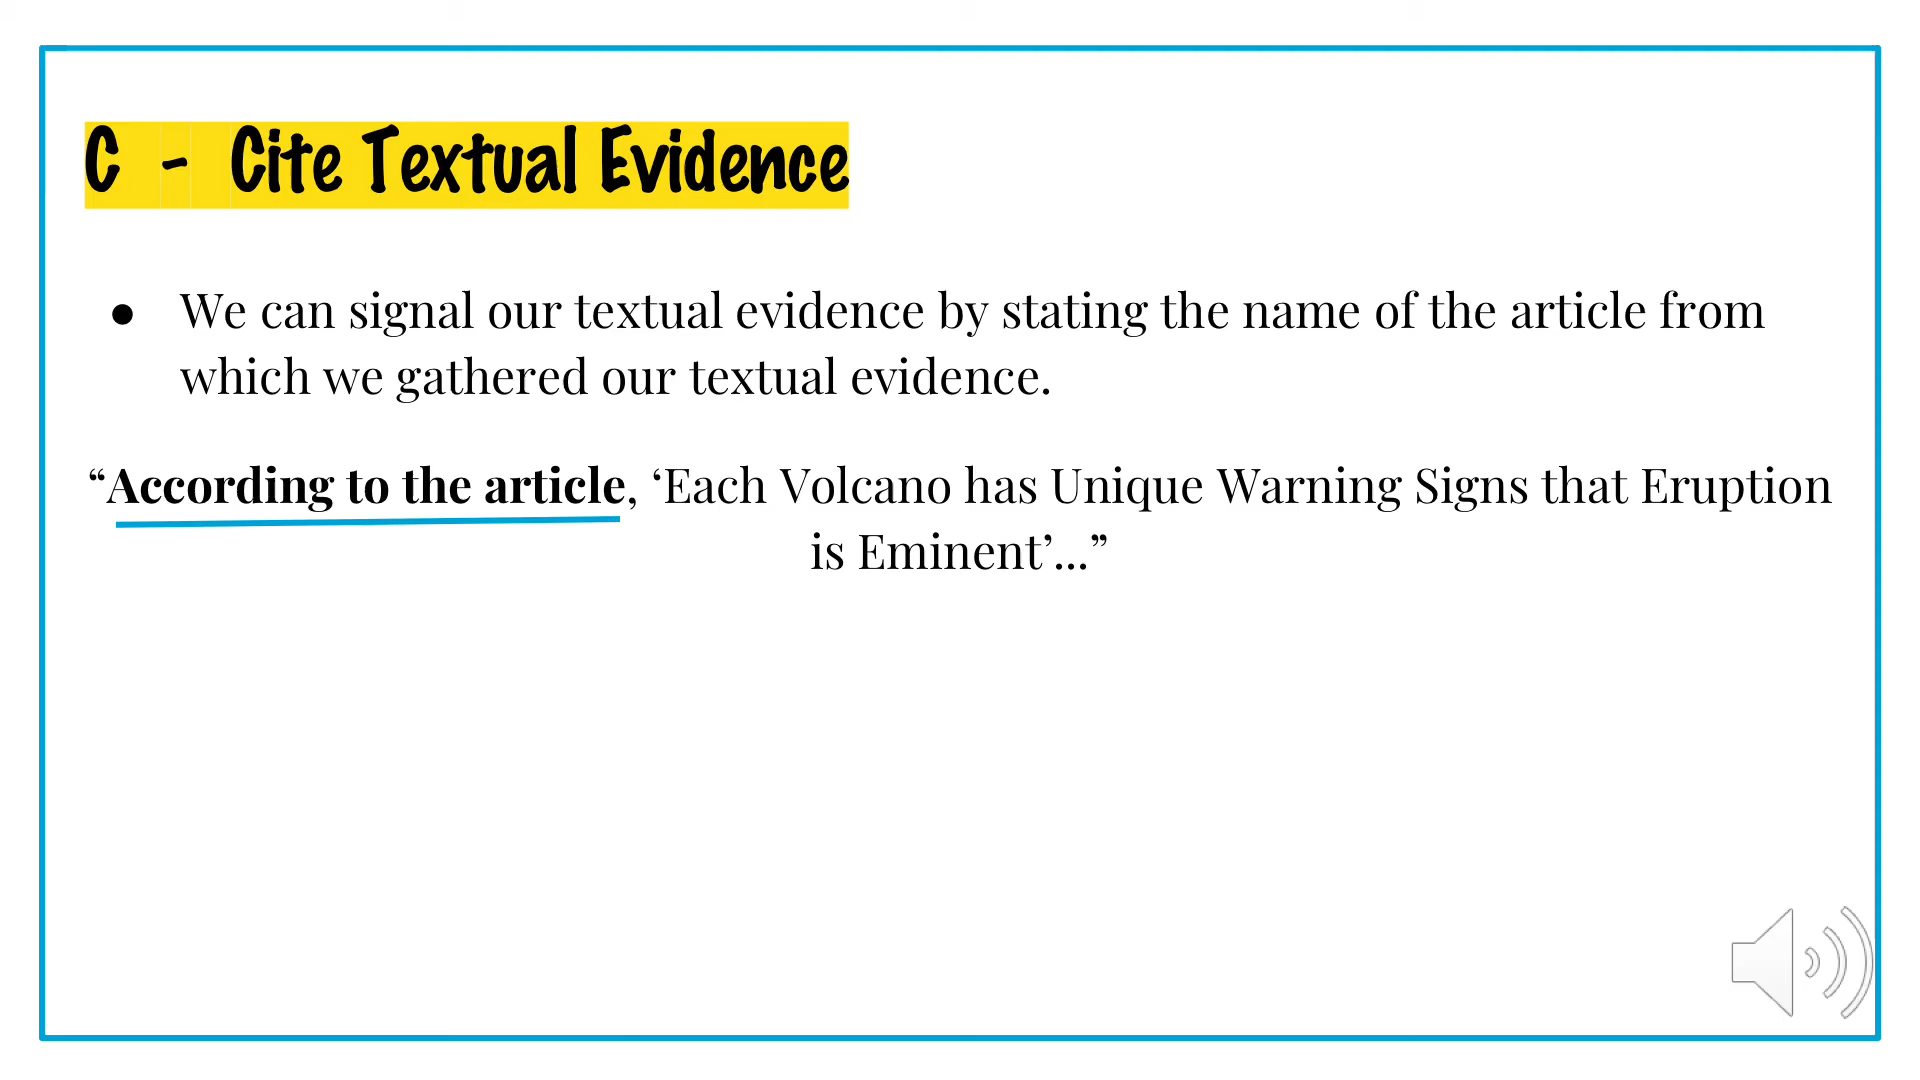 C - Cite Textual Evidence
● We can signal our textual evidence by stating the name of the article from
which we gathered our textual evidence.
“According to the article, ‘Each Volcano has Unique Warning Signs that Eruption
is Eminent’...”